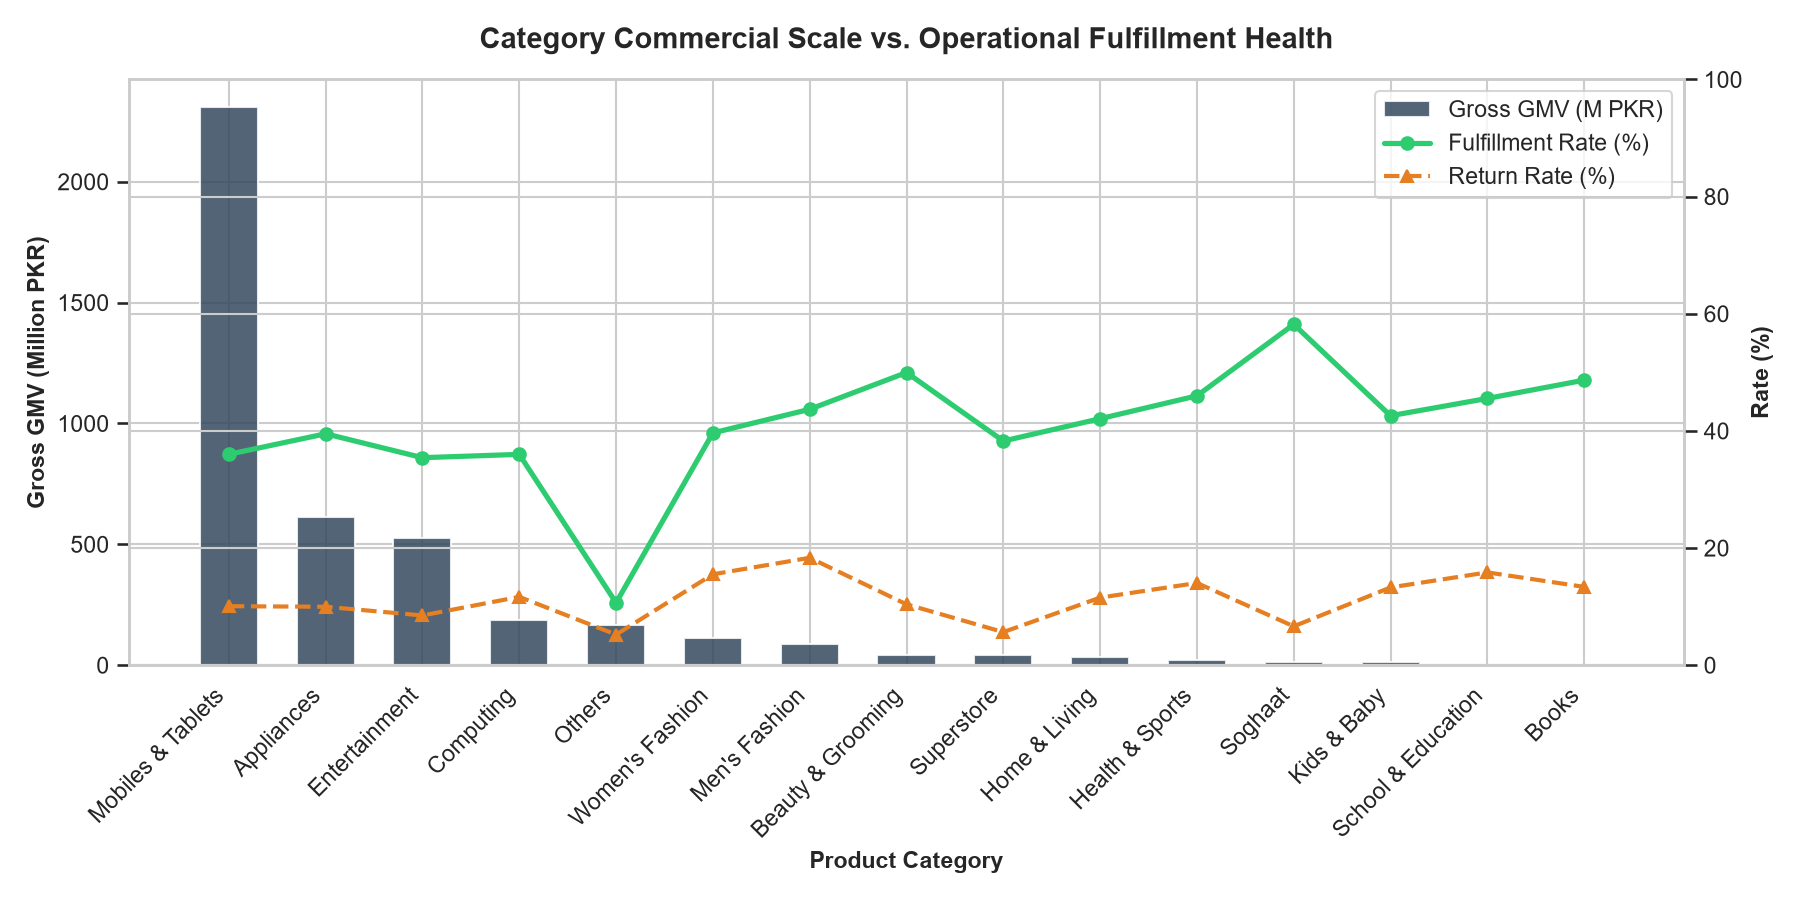 Category Commercial Scale vs. Operational Fulfillment Health
Gross GMV (M PKR)
Fulfillment Rate (%)
Return Rate (%)
Gross GMV (Million PKR)
2000
1500
1000
500
0
100
80
60
40
20
0
Rate (%)
Mobiles & Tablets
Appliances
Entertainment
Computing
Others
Women's Fashion
Men's Fashion
Beauty & Grooming
Superstore
Home & Living
Health & Sports
Soghaat
Kids & Baby
School & Education
Books
Product Category